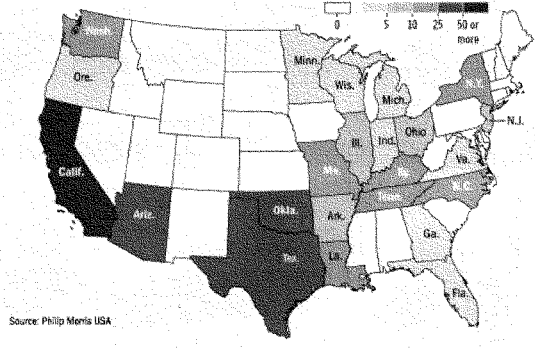 0 5 10 25 50 or
more
Wash.
Minn.
Ore.
Wis.
Mich.
N.Y.
N.J.
Ohio
Ill.
Ind.
Calif.
Mo.
Ky.
Va.
Tenn.
N.C.
Ariz.
Okla.
Ark.
Ga.
Tex.
La.
Fla.
Source: Philip Morris USA